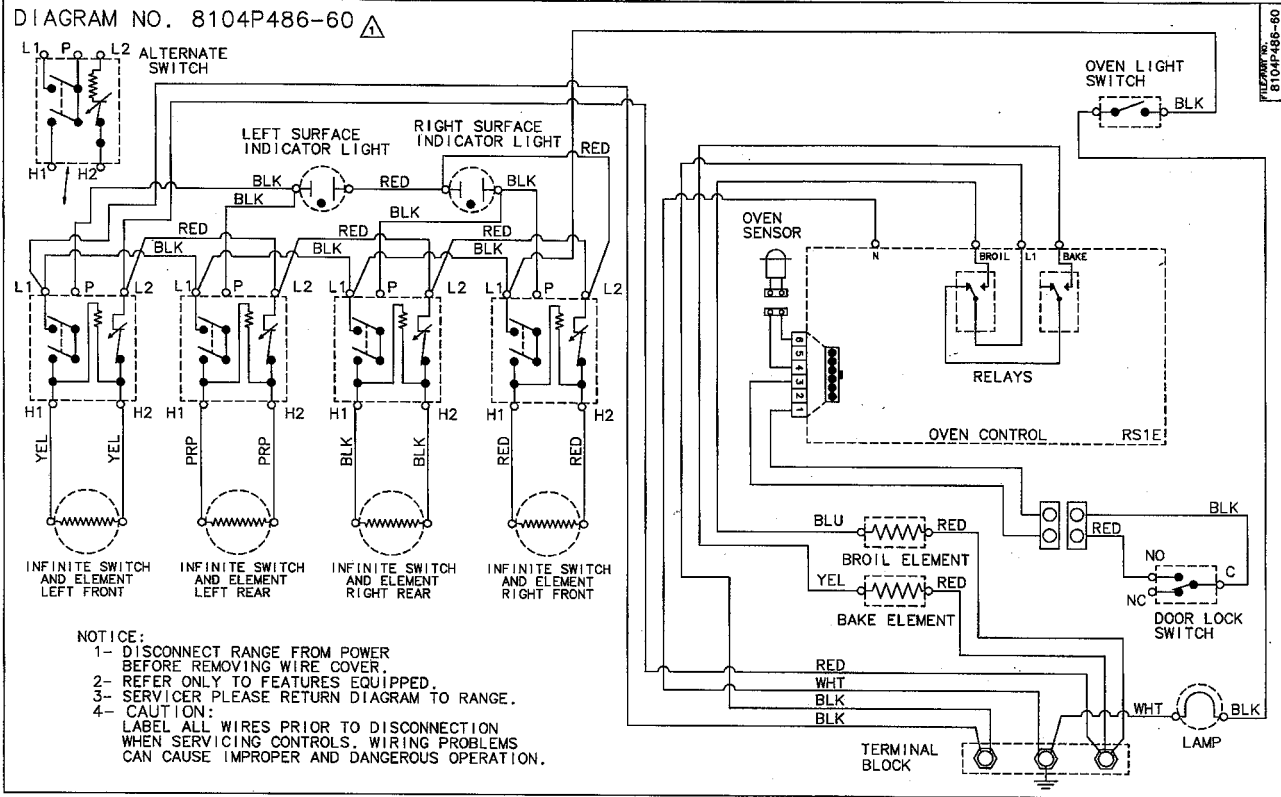 DIAGRAM NO. 8104P486-60 1
8104P486-60
L1 P L2 ALTERNATE
SWITCH
H1 H2
LEFT SURFACE
INDICATOR LIGHT
RIGHT SURFACE
INDICATOR LIGHT
RED
BLK
RED
BLK
BLK
BLK
RED
RED
RED
BLK
BLK
BLK
OVEN LIGHT
SWITCH
BLK
L1 P L2
L1 P L2
L1 P L2
L1 P L2
H1 H2
H1 H2
H1 H2
H1 H2
YEL
YEL
PRP
PRP
BLK
BLK
RED
RED
INFINITE SWITCH
AND ELEMENT
LEFT FRONT
INFINITE SWITCH
AND ELEMENT
LEFT REAR
INFINITE SWITCH
AND ELEMENT
RIGHT REAR
INFINITE SWITCH
AND ELEMENT
RIGHT FRONT
OVEN
SENSOR
N
BROIL
L1
BAKE
RELAYS
6
5
4
3
2
1
OVEN CONTROL
RS1E
BLU
RED
BROIL ELEMENT
YEL
RED
BAKE ELEMENT
BLK
RED
NO
C
NC
DOOR LOCK
SWITCH
NOTICE:
1- DISCONNECT RANGE FROM POWER
BEFORE REMOVING WIRE COVER.
2- REFER ONLY TO FEATURES EQUIPPED.
3- SERVICER PLEASE RETURN DIAGRAM TO RANGE.
4- CAUTION:
LABEL ALL WIRES PRIOR TO DISCONNECTION
WHEN SERVICING CONTROLS. WIRING PROBLEMS
CAN CAUSE IMPROPER AND DANGEROUS OPERATION.
RED
WHT
BLK
BLK
TERMINAL
BLOCK
WHT
BLK
LAMP